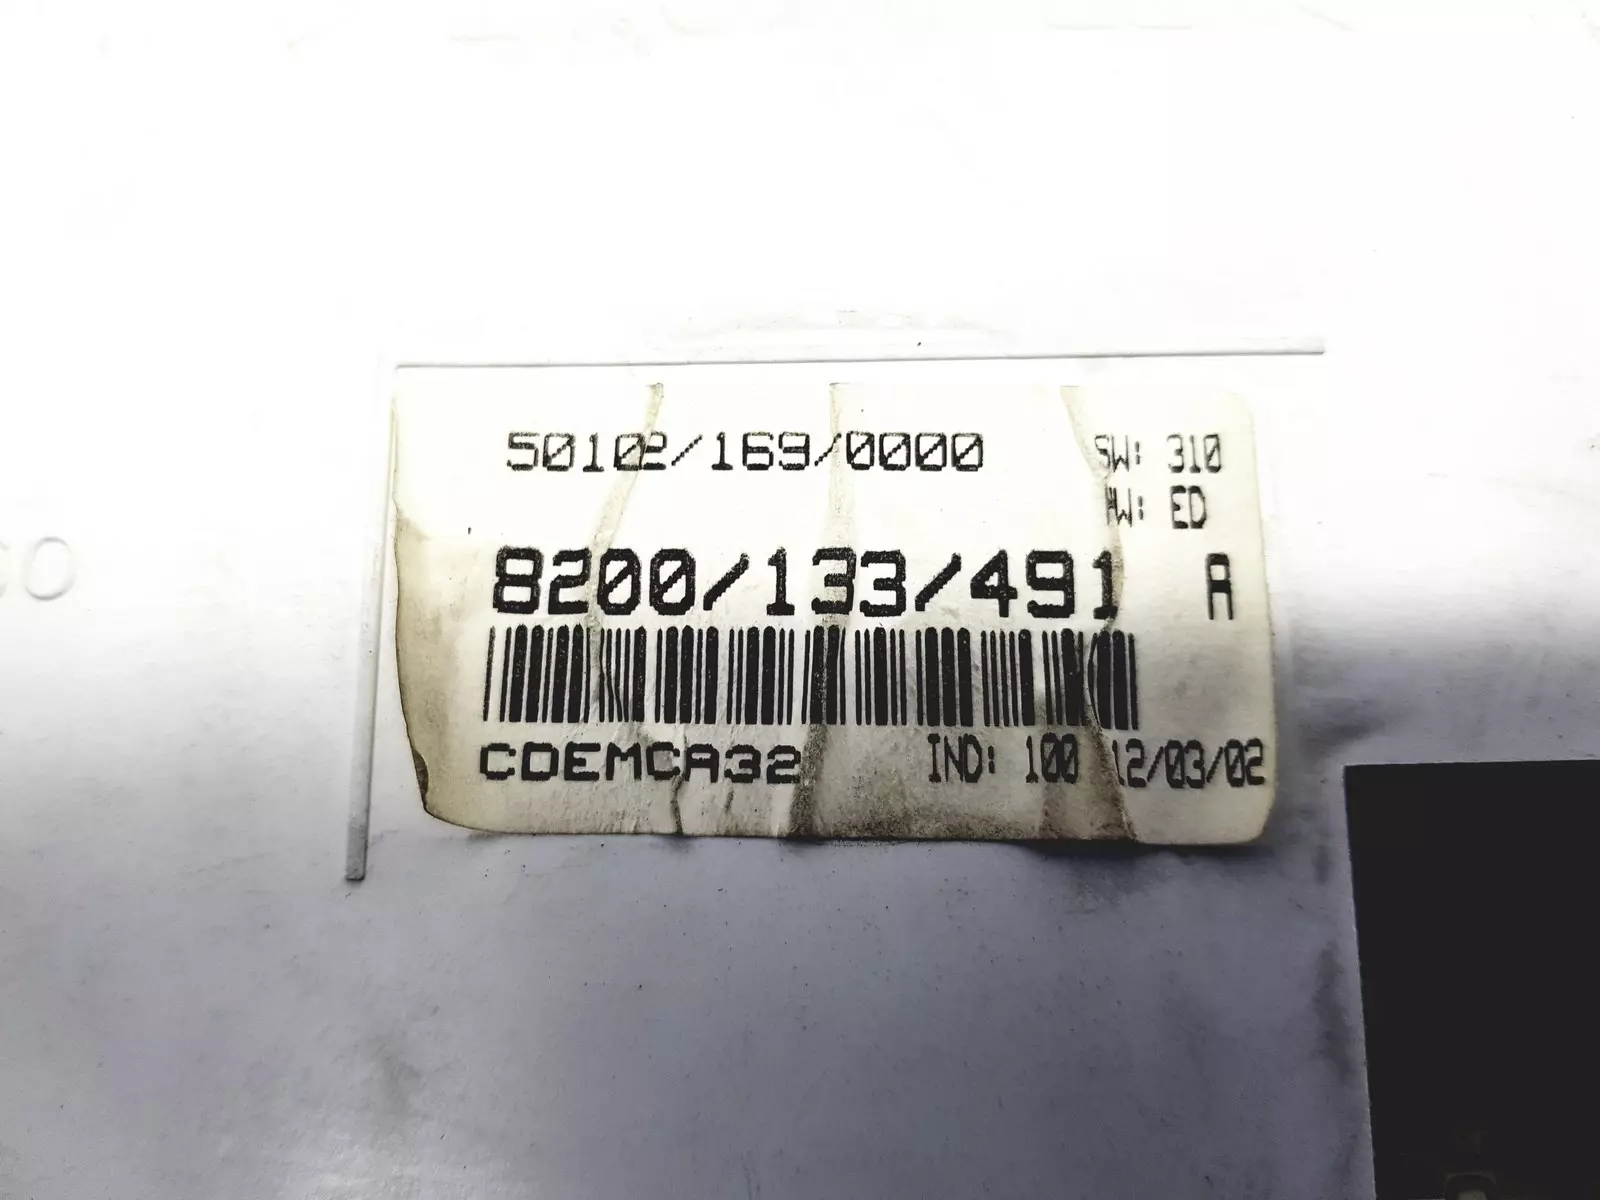 50102/169/0000 SW: 310
HW: ED
8200/133/491 A
CDEMCA32 IND: 100 12/03/02